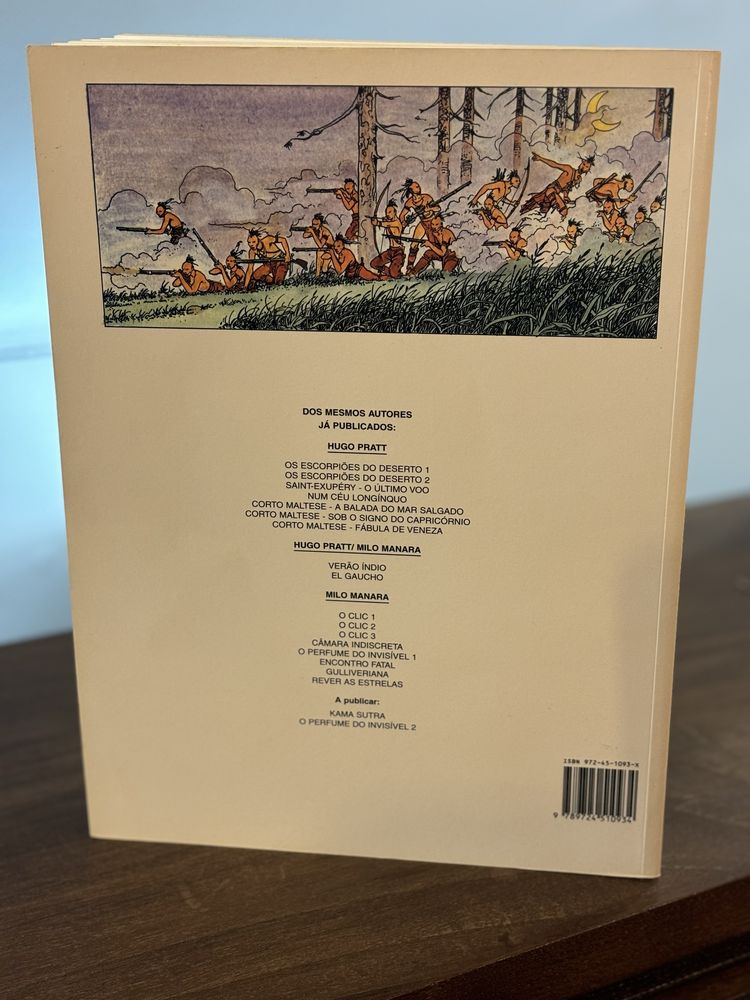 DOS MESMOS AUTORES
JÁ PUBLICADOS:
HUGO PRATT
OS ESCORPIÕES DO DESERTO 1
OS ESCORPIÕES DO DESERTO 2
SAINT-EXUPÉRY - O ÚLTIMO VOO
NUM CÉU LONGÍNQUO
CORTO MALTESE - A BALADA DO MAR SALGADO
CORTO MALTESE - SOB O SIGNO DO CAPRICÓRNIO
CORTO MALTESE - FÁBULA DE VENEZA
HUGO PRATT/ MILO MANARA
VERÃO ÍNDIO
EL GAUCHO
MILO MANARA
O CLIC 1
O CLIC 2
O CLIC 3
CÂMARA INDISCRETA
O PERFUME DO INVISÍVEL 1
ENCONTRO FATAL
GULLIVERIANA
REVER AS ESTRELAS
A publicar:
KAMA SUTRA
O PERFUME DO INVISÍVEL 2
ISBN 972-45-1093-X
9 789724 510934